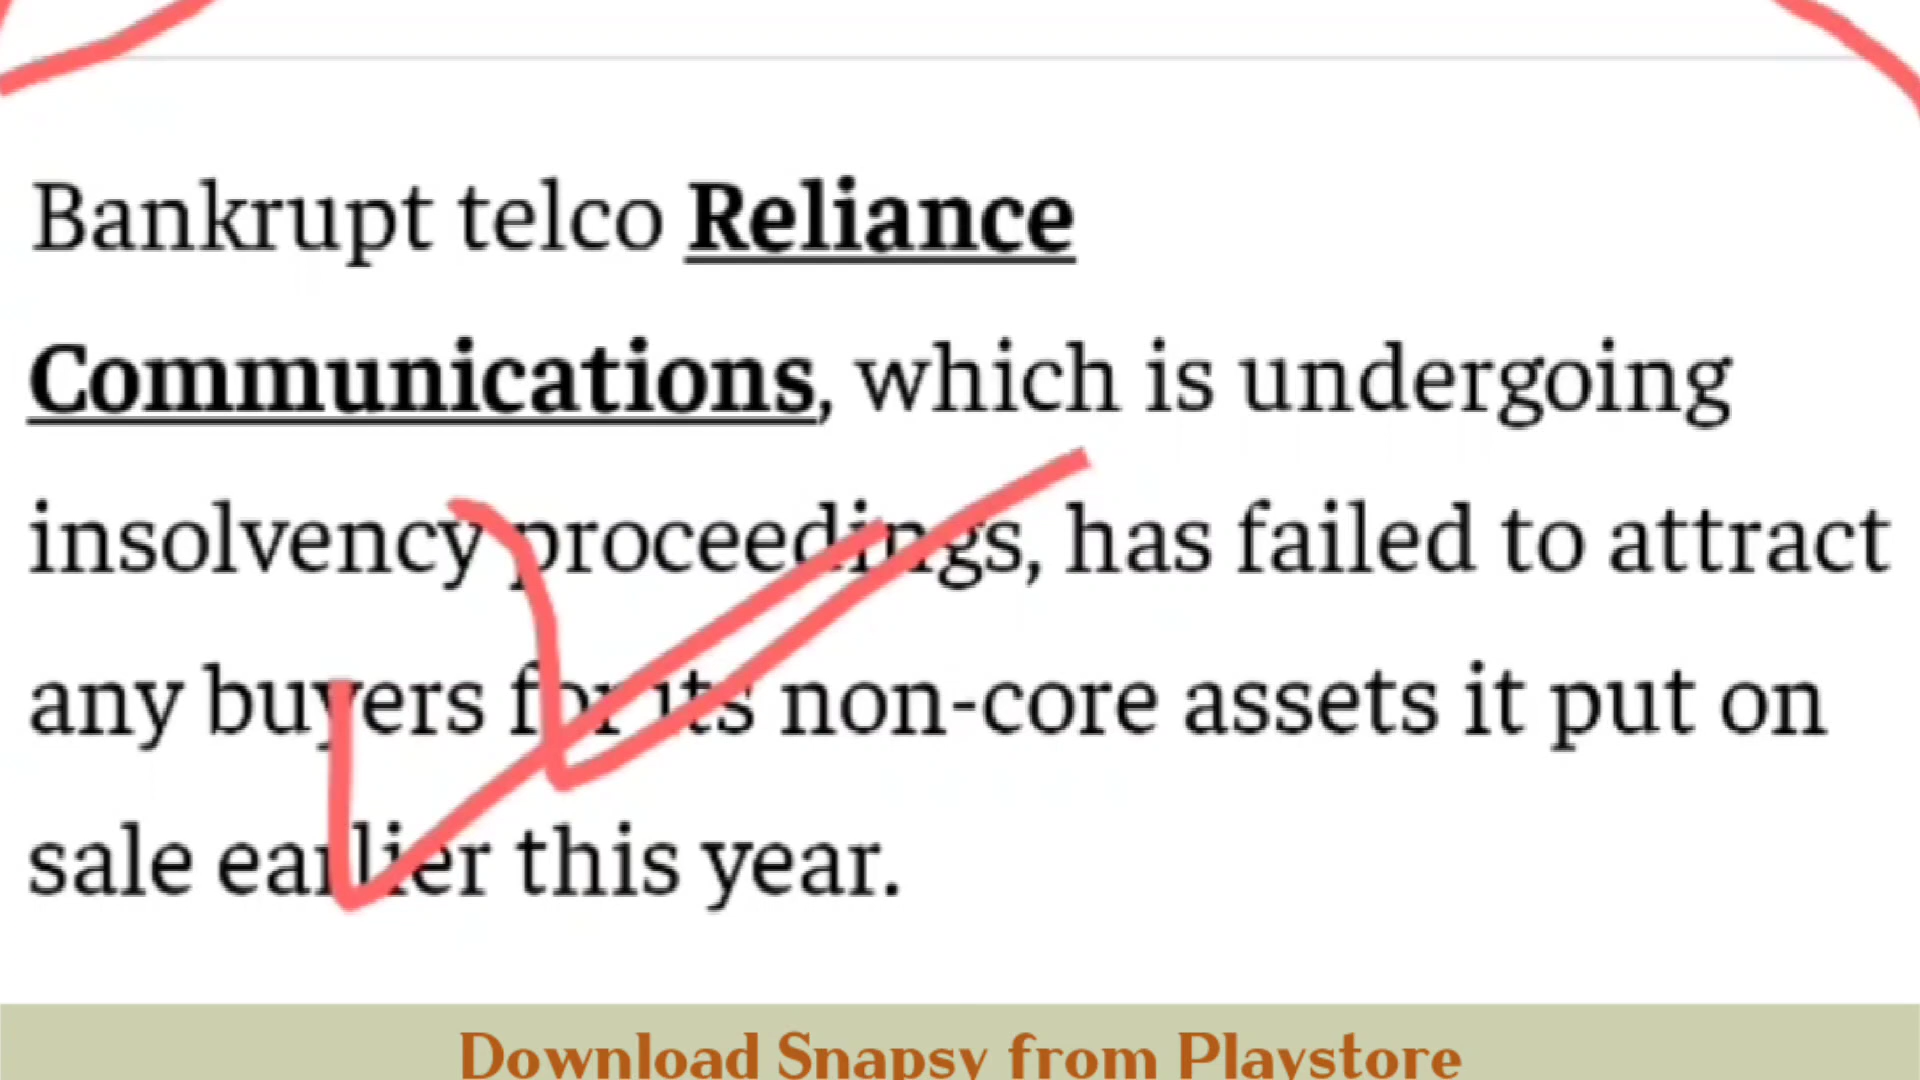 Bankrupt telco Reliance
Communications, which is undergoing
insolvency proceedings, has failed to attract
any buyers for its non-core assets it put on
sale earlier this year.
Download Snapsy from Playstore